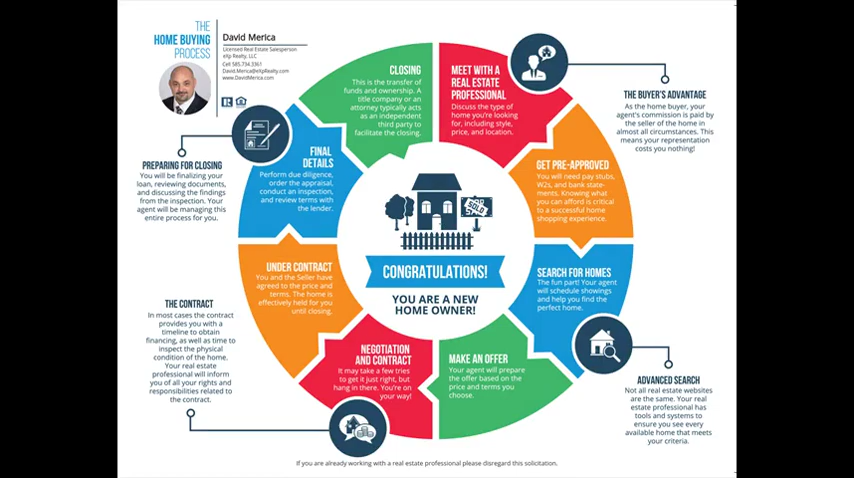 THE
HOME BUYING
PROCESS
David Merica
Licensed Real Estate Salesperson
eXp Realty, LLC
Cell 585.734.3361
David.Merica@eXpRealty.com
www.DavidMerica.com
CLOSING
This is the transfer of
funds and ownership. A
title company or an
attorney typically acts
as an independent
third party to
facilitate the closing.
MEET WITH A
REAL ESTATE
PROFESSIONAL
Discuss the type of
home you're looking
for, including style,
price, and location.
THE BUYER'S ADVANTAGE
As the home buyer, your
agent's commission is paid by
the seller of the home in
almost all circumstances. This
means your representation
costs you nothing!
GET PRE-APPROVED
You will need pay stubs,
W2s, and bank state-
ments. Knowing what
you can afford is critical
to a successful home
shopping experience.
SEARCH FOR HOMES
The fun part! Your agent
will schedule showings
and help you find the
perfect home.
ADVANCED SEARCH
Not all real estate websites
are the same. Your real
estate professional has
tools and systems to
ensure you see every
available home that meets
your criteria.
MAKE AN OFFER
Your agent will prepare
the offer based on the
price and terms you
choose.
NEGOTIATION
AND CONTRACT
It may take a few tries
to get it just right, but
hang in there. You're on
your way!
THE CONTRACT
In most cases the contract
provides you with a
timeline to obtain
financing, as well as time to
inspect the physical
condition of the home.
Your real estate
professional will inform
you of all your rights and
responsibilities related to
the contract.
UNDER CONTRACT
You and the Seller have
agreed to the price and
terms. The home is
effectively held for you
until closing.
FINAL
DETAILS
Perform due diligence,
order the appraisal,
conduct an inspection,
and review terms with
the lender.
PREPARING FOR CLOSING
You will be finalizing your
loan, reviewing documents,
and discussing the findings
from the inspection. Your
agent will be managing this
entire process for you.
SOLD
CONGRATULATIONS!
YOU ARE A NEW
HOME OWNER!
If you are already working with a real estate professional please disregard this solicitation.